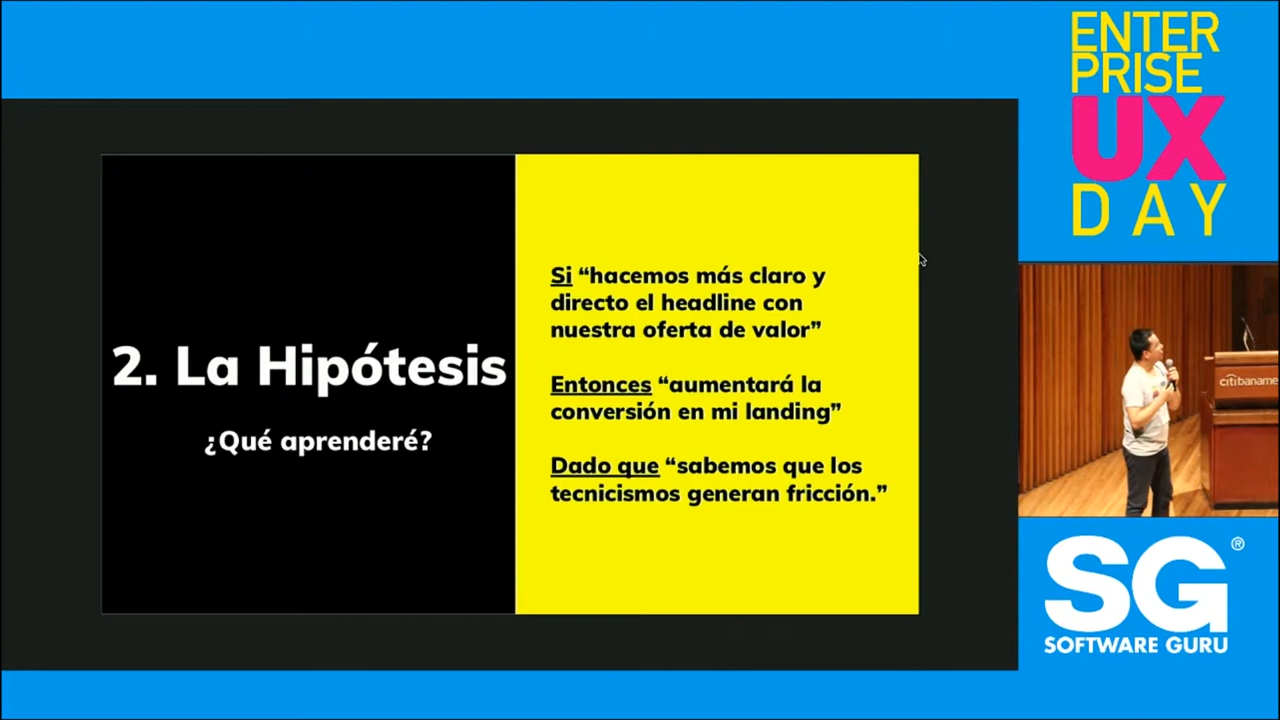 ENTER
PRISE
UX
DAY
2. La Hipótesis
¿Qué aprenderé?
Si “hacemos más claro y
directo el headline con
nuestra oferta de valor”
Entonces “aumentará la
conversión en mi landing”
Dado que “sabemos que los
tecnicismos generan fricción.”
citibaname
SG®
SOFTWARE GURU